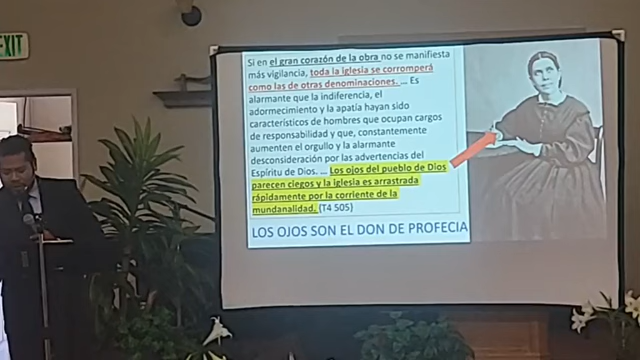 EXIT
Si en el gran corazón de la obra no se manifiesta
más vigilancia, toda la iglesia se corromperá
como las de otras denominaciones. ... Es
alarmante que la indiferencia, el
adormecimiento y la apatía hayan sido
característicos de hombres que ocupan cargos
de responsabilidad y que, constantemente
aumenten el orgullo y la alarmante
desconsideración por las advertencias del
Espíritu de Dios. ... Los ojos del pueblo de Dios
parecen ciegos y la iglesia es arrastrada
rápidamente por la corriente de la
mundanalidad. (T4 505)
LOS OJOS SON EL DON DE PROFECIA